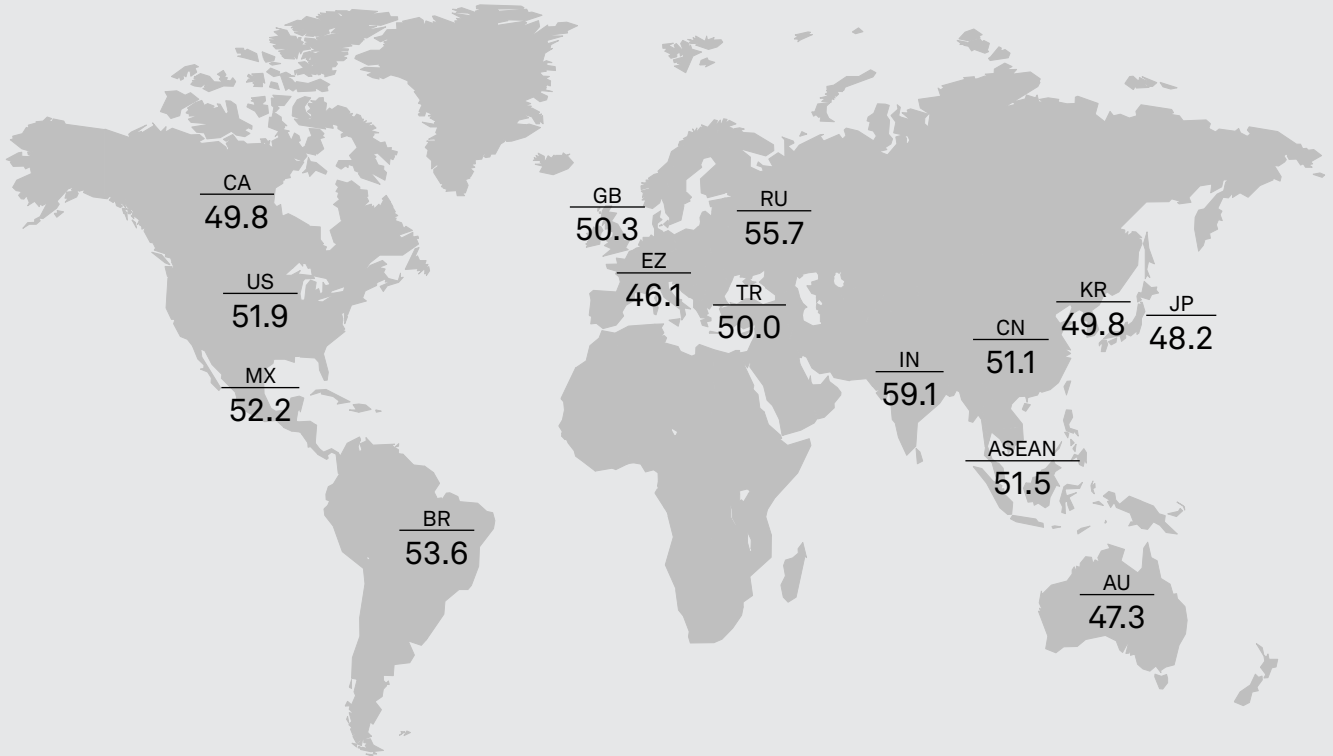 CA
49.8
GB
50.3
RU
55.7
EZ
46.1
US
51.9
TR
50.0
KR
49.8
JP
48.2
CN
51.1
IN
59.1
MX
52.2
ASEAN
51.5
BR
53.6
AU
47.3